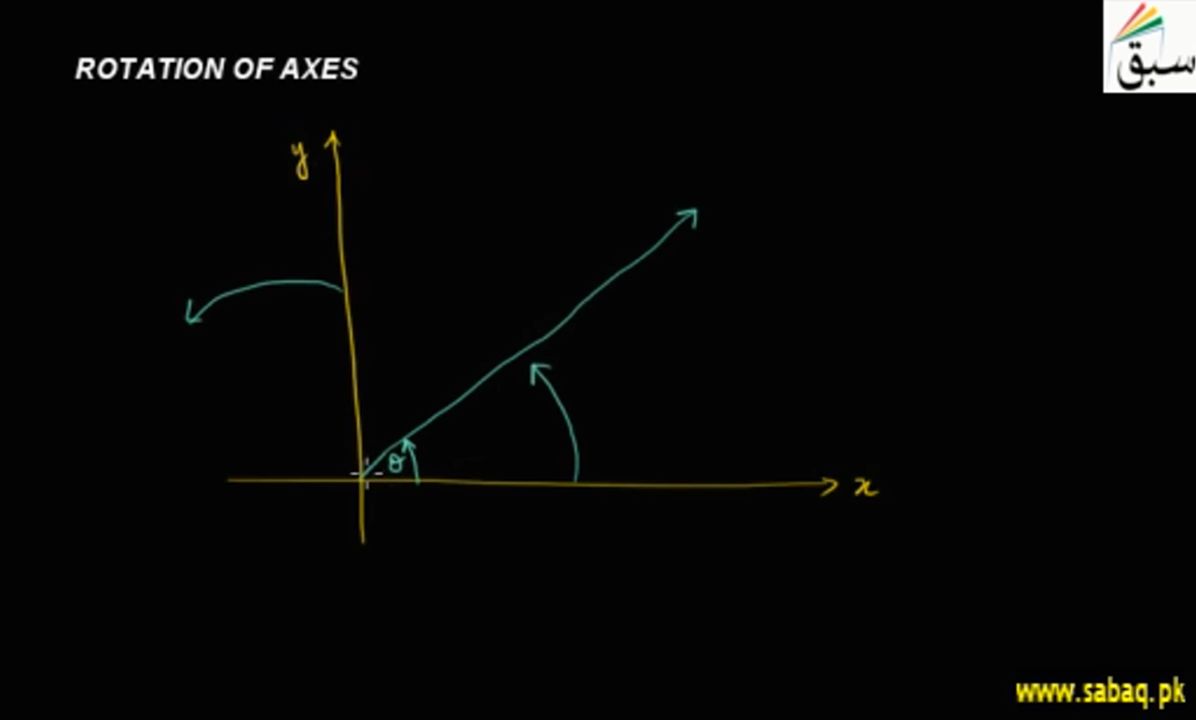 سبق
ROTATION OF AXES
y
θ
x
www.sabaq.pk